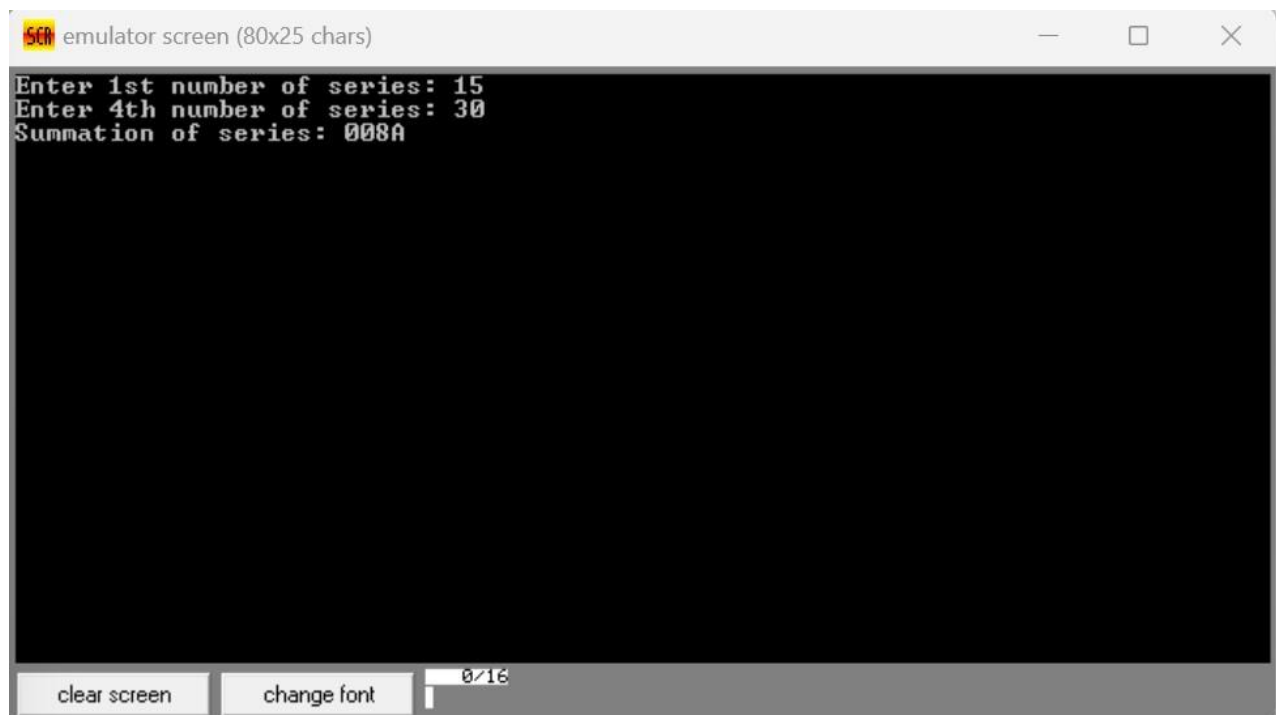 SCR emulator screen (80x25 chars)
Enter 1st number of series: 15
Enter 4th number of series: 30
Summation of series: 008A
clear screen change font 0/16